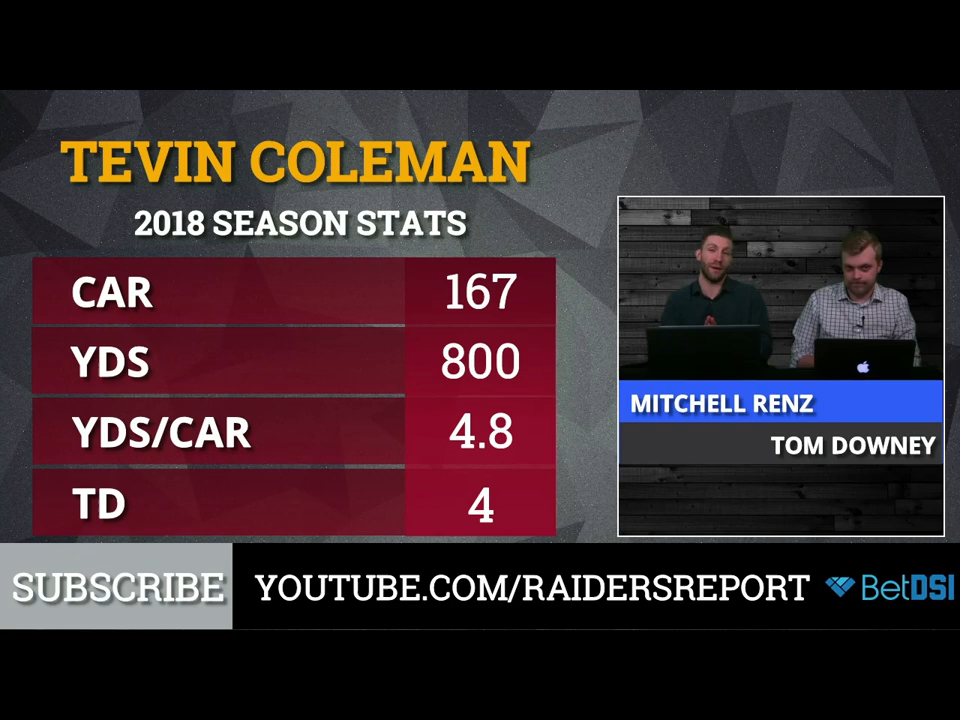 TEVIN COLEMAN
2018 SEASON STATS
CAR 167
YDS 800
YDS/CAR 4.8
TD 4
MITCHELL RENZ
TOM DOWNEY
SUBSCRIBE YOUTUBE.COM/RAIDERSREPORT BetDSI